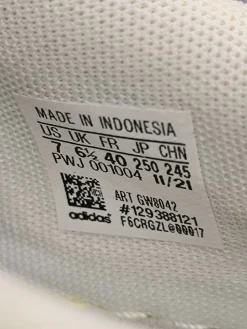 MADE IN INDONESIA
US UK FR JP CHN
7 6½ 40 250 245
PWJ 001004 11/21
ART GW8042
#129388121
adidas F6CRGZL@00017